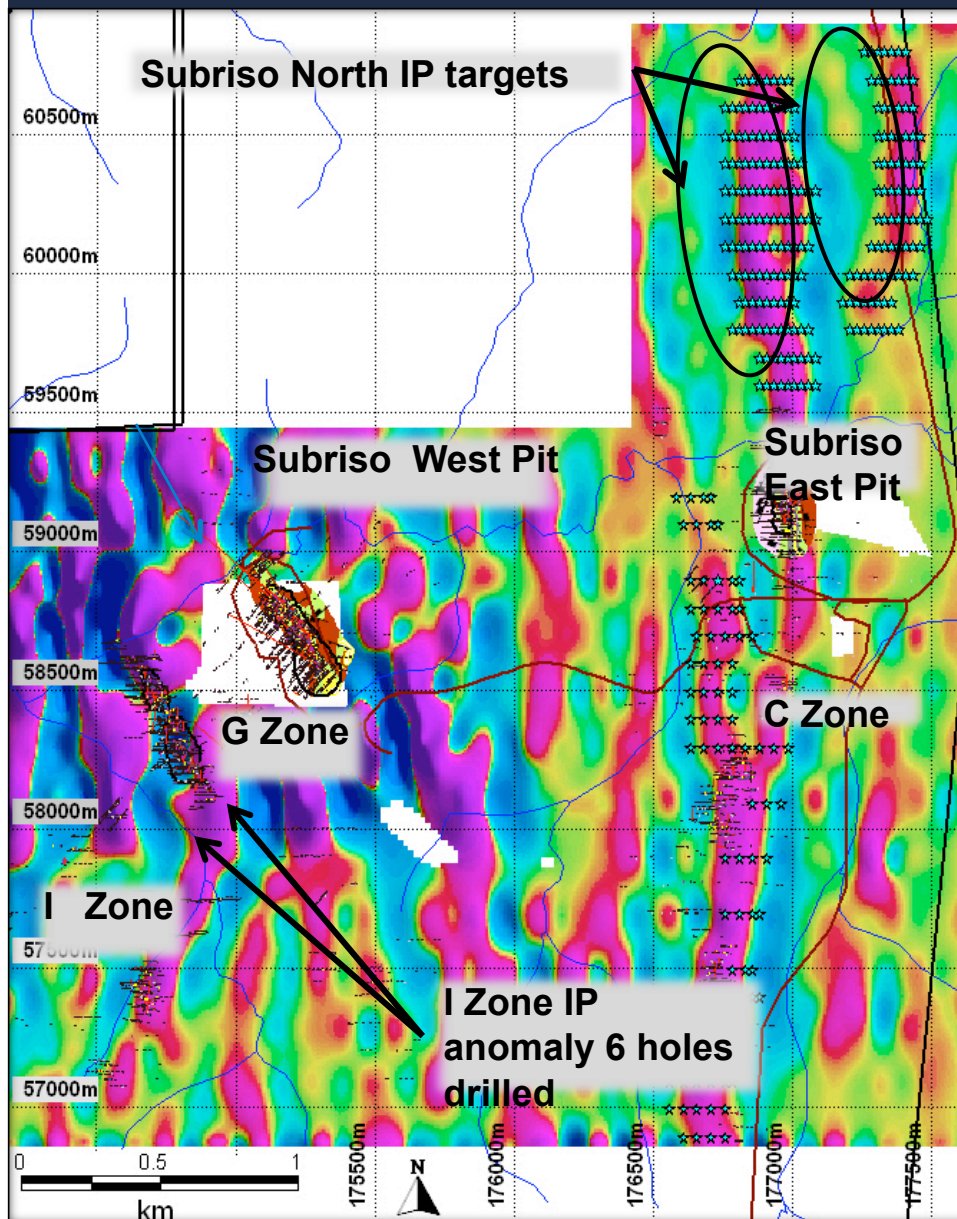 Subriso North IP targets
60500m
60000m
59500m
Subriso West Pit
Subriso
East Pit
59000m
58500m
G Zone
C Zone
58000m
I Zone
57500m
I Zone IP
anomaly 6 holes
drilled
57000m
175500m
176000m
176500m
177000m
177500m
0 0.5 1
km
N